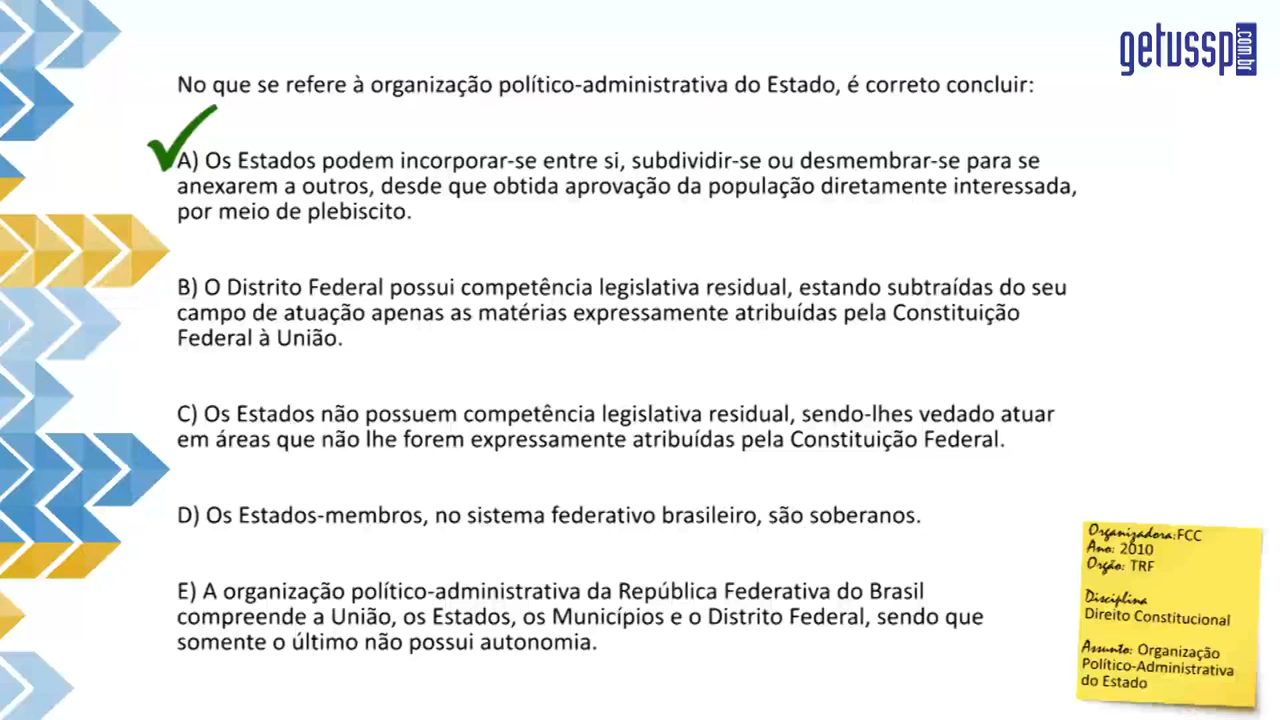 getussp.com.br
No que se refere à organização político-administrativa do Estado, é correto concluir:
A) Os Estados podem incorporar-se entre si, subdividir-se ou desmembrar-se para se
anexarem a outros, desde que obtida aprovação da população diretamente interessada,
por meio de plebiscito.
B) O Distrito Federal possui competência legislativa residual, estando subtraídas do seu
campo de atuação apenas as matérias expressamente atribuídas pela Constituição
Federal à União.
C) Os Estados não possuem competência legislativa residual, sendo-lhes vedado atuar
em áreas que não lhe forem expressamente atribuídas pela Constituição Federal.
D) Os Estados-membros, no sistema federativo brasileiro, são soberanos.
E) A organização político-administrativa da República Federativa do Brasil
compreende a União, os Estados, os Municípios e o Distrito Federal, sendo que
somente o último não possui autonomia.
Organizadora:FCC
Ano: 2010
Orgão: TRF
Disciplina
Direito Constitucional
Assunto: Organização
Político-Administrativa
do Estado